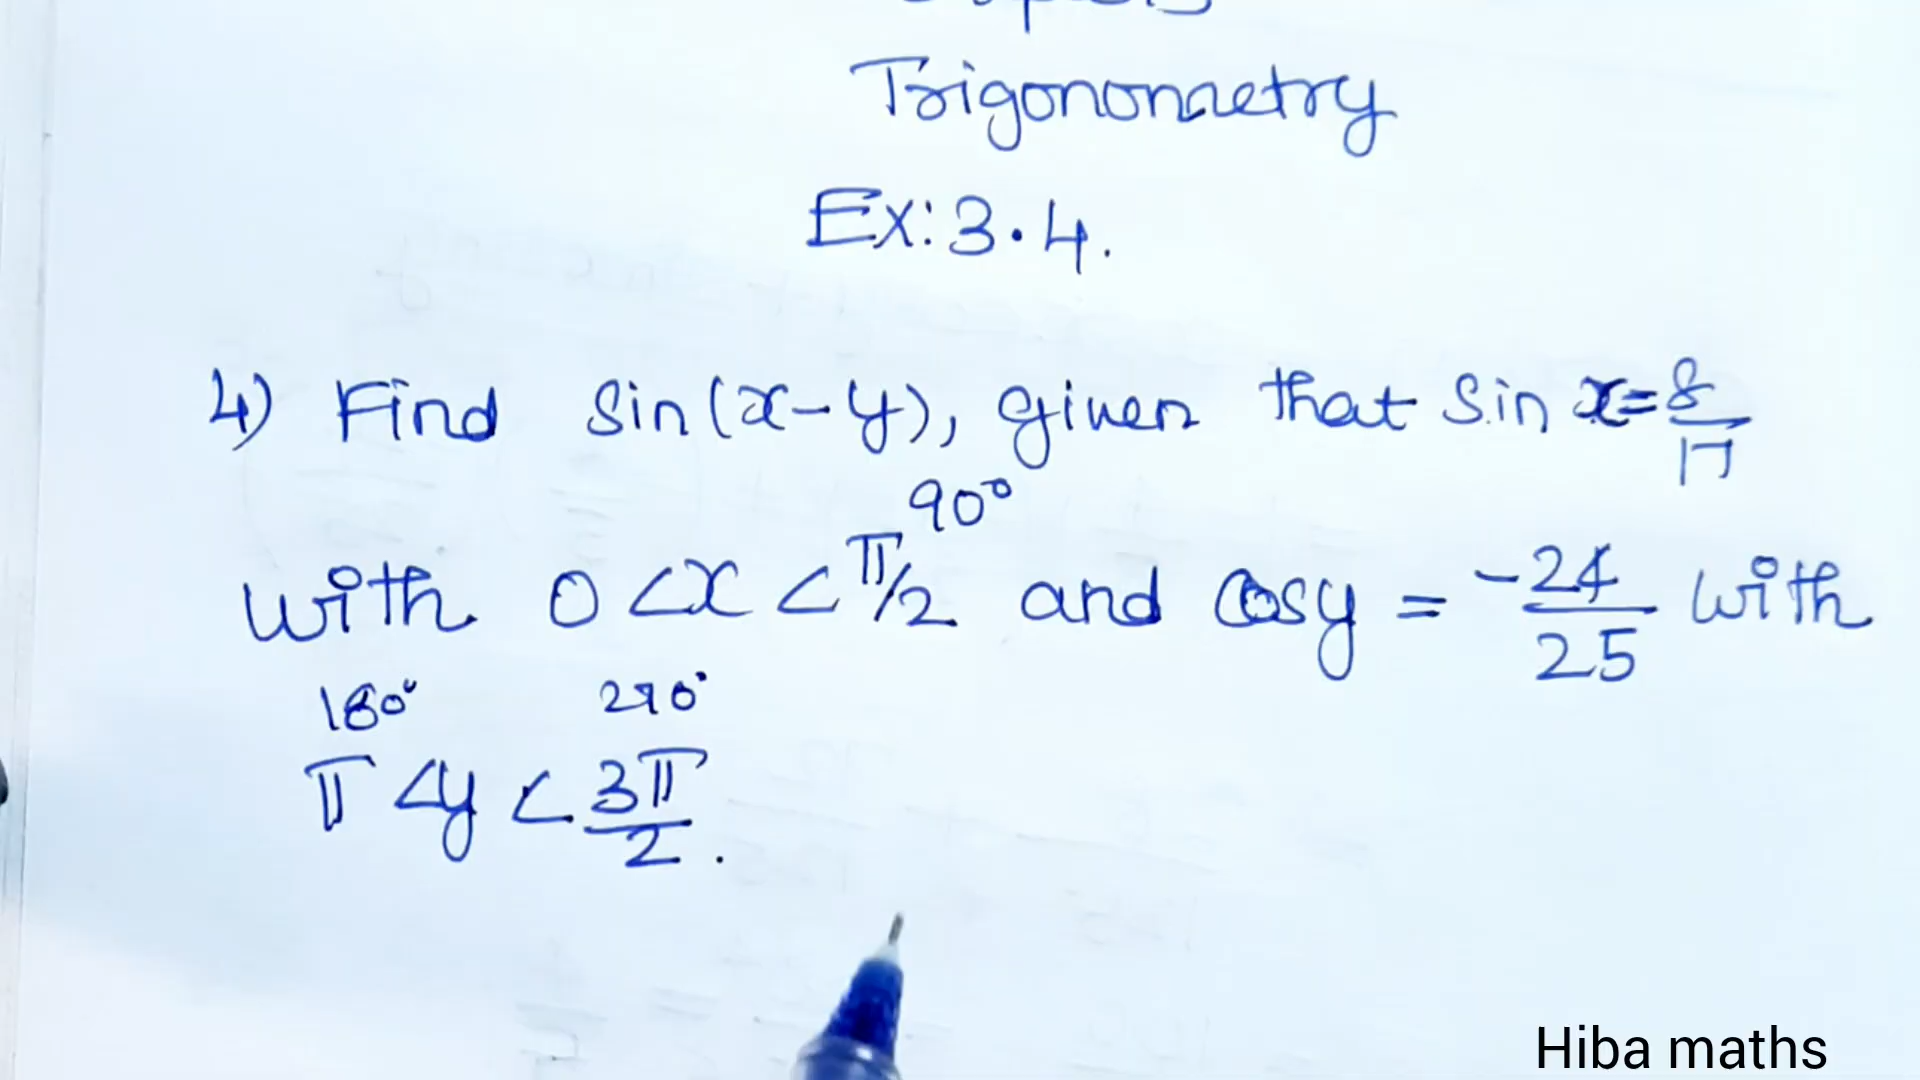 Trigonometry
Ex: 3.4.
4) Find sin(x-y), given that sin x = 8/17
90°
with 0 < x < π/2 and cosy = -24/25 with
180° 270°
π < y < 3π/2.
Hiba maths